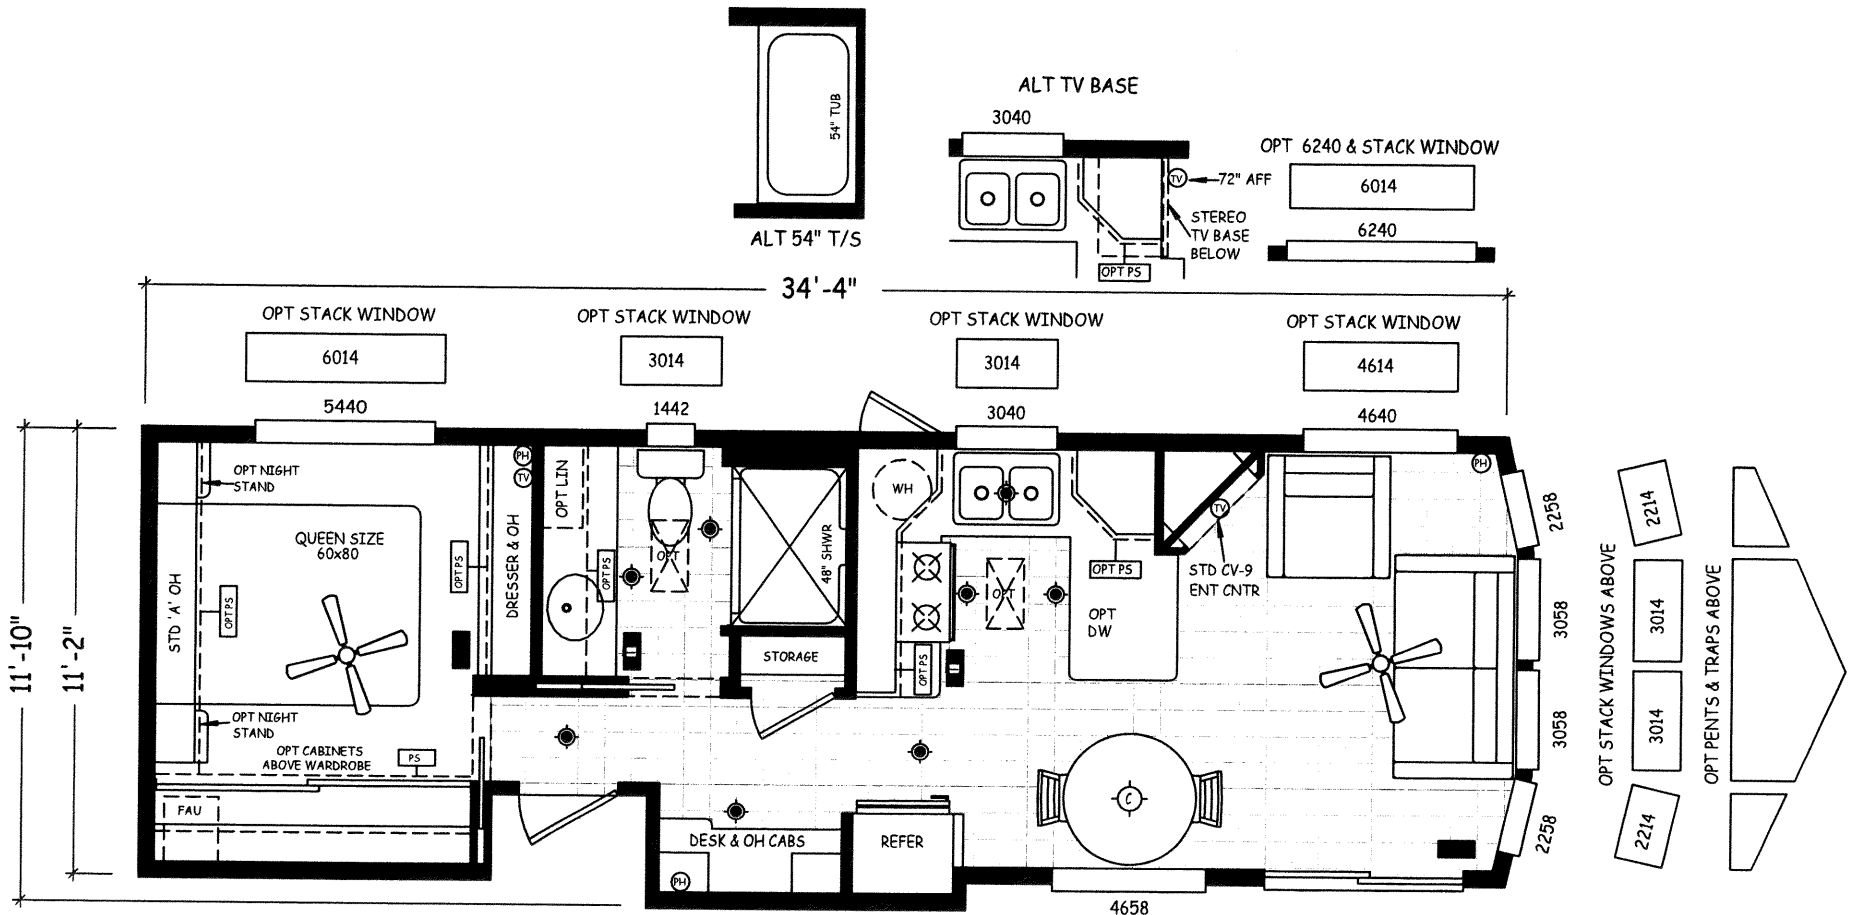 ALT TV BASE
3040
54" TUB
ALT 54" T/S
TV
72" AFF
STEREO
TV BASE
BELOW
OPT PS
OPT 6240 & STACK WINDOW
6014
6240
34'-4"
OPT STACK WINDOW
6014
5440
OPT STACK WINDOW
3014
1442
OPT STACK WINDOW
3014
3040
OPT STACK WINDOW
4614
4640
11'-10"
11'-2"
OPT NIGHT
STAND
QUEEN SIZE
60x80
STD 'A' OH
OPT PS
OPT PS
PH
TV
DRESSER & OH
OPT NIGHT
STAND
OPT CABINETS
ABOVE WARDROBE
PS
FAU
OPT LIN
OPT PS
OPT
48" SHWR
STORAGE
WH
OPT PS
OPT
OPT PS
OPT
DW
TV
STD CV-9
ENT CNTR
PH
C
DESK & OH CABS
PH
REFER
4658
2258
3058
3058
2258
OPT STACK WINDOWS ABOVE
2214
3014
3014
2214
OPT PENTS & TRAPS ABOVE